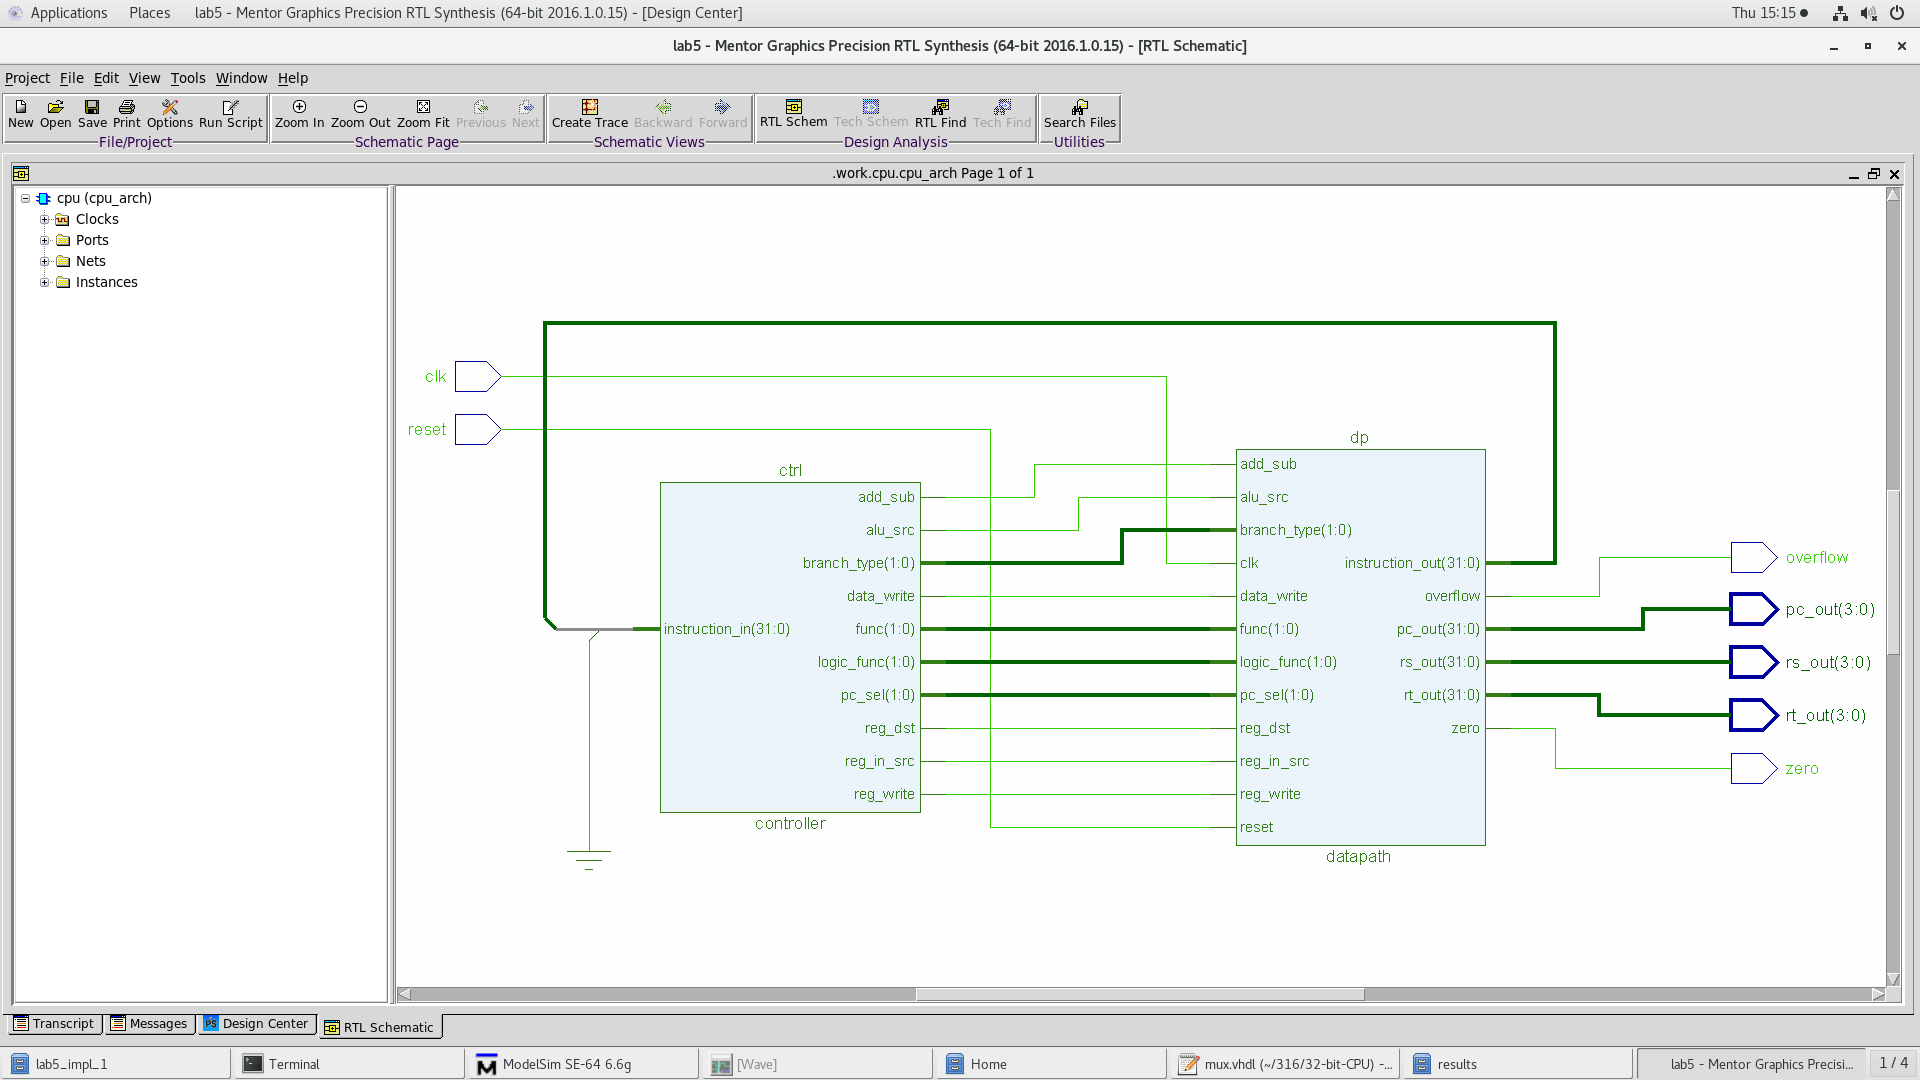 Applications Places lab5 - Mentor Graphics Precision RTL Synthesis (64-bit 2016.1.0.15) - [Design Center] Thu 15:15
lab5 - Mentor Graphics Precision RTL Synthesis (64-bit 2016.1.0.15) - [RTL Schematic]
Project File Edit View Tools Window Help
New Open Save Print Options Run Script Zoom In Zoom Out Zoom Fit Previous Next Create Trace Backward Forward RTL Schem Tech Schem RTL Find Tech Find Search Files
File/Project Schematic Page Schematic Views Design Analysis Utilities
.work.cpu.cpu_arch Page 1 of 1
cpu (cpu_arch)
Clocks
Ports
Nets
Instances
clk
reset
ctrl
add_sub
alu_src
branch_type(1:0)
data_write
instruction_in(31:0) func(1:0)
logic_func(1:0)
pc_sel(1:0)
reg_dst
reg_in_src
reg_write
controller
dp
add_sub
alu_src
branch_type(1:0)
clk instruction_out(31:0)
data_write overflow
func(1:0) pc_out(31:0)
logic_func(1:0) rs_out(31:0)
pc_sel(1:0) rt_out(31:0)
reg_dst zero
reg_in_src
reg_write
reset
datapath
overflow
pc_out(3:0)
rs_out(3:0)
rt_out(3:0)
zero
Transcript Messages Design Center RTL Schematic
lab5_impl_1 Terminal ModelSim SE-64 6.6g [Wave] Home mux.vhdl (~/316/32-bit-CPU) -... results lab5 - Mentor Graphics Precisi... 1 / 4